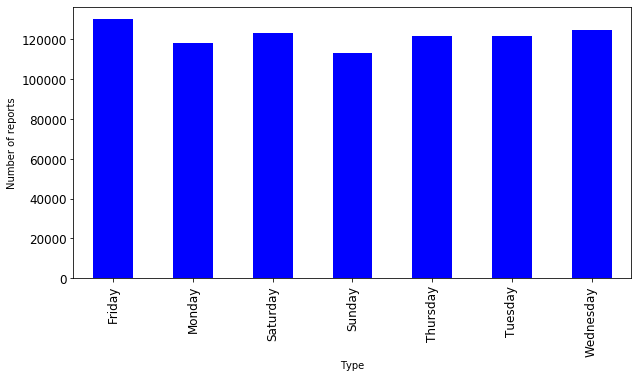 120000
100000
80000
60000
40000
20000
0
Number of reports
Friday
Monday
Saturday
Sunday
Thursday
Tuesday
Wednesday
Type